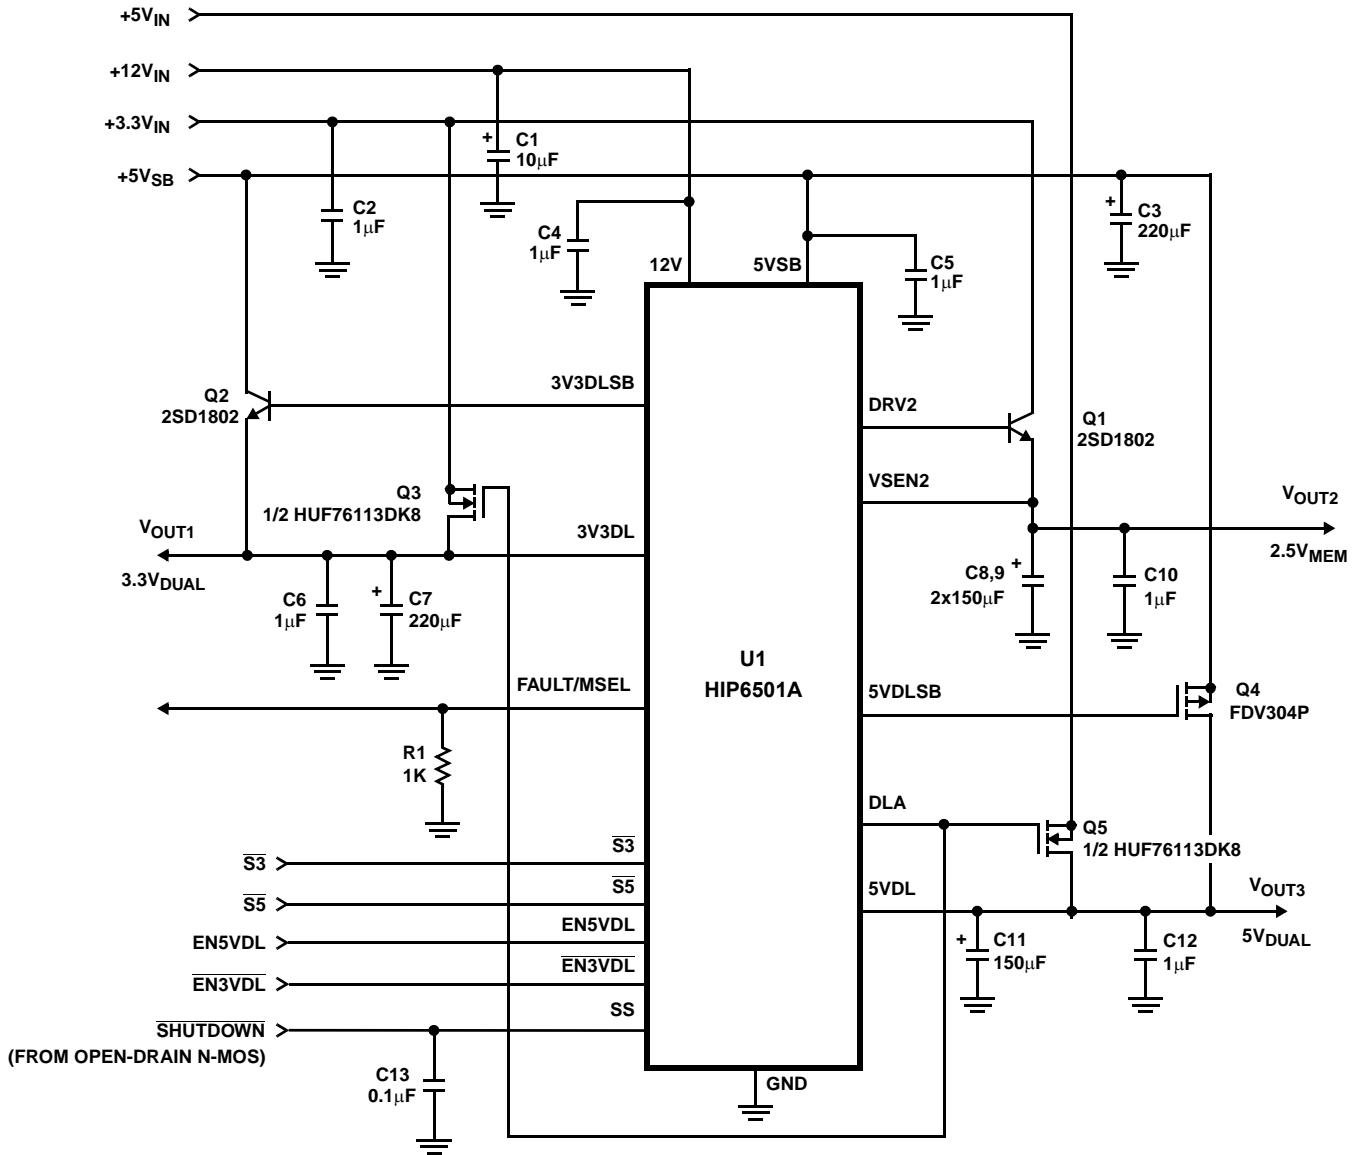 +5VIN
+12VIN
+3.3VIN
+5VSB
+
C1
10μF
C2
1μF
C4
1μF
12V
5VSB
C5
1μF
+
C3
220μF
Q2
2SD1802
3V3DLSB
DRV2
Q1
2SD1802
VSEN2
Q3
1/2 HUF76113DK8
VOUT1
3.3VDUAL
3V3DL
VOUT2
2.5VMEM
C6
1μF
+
C7
220μF
C8,9
2x150μF
+
C10
1μF
U1
HIP6501A
FAULT/MSEL
R1
1K
5VDLSB
Q4
FDV304P
DLA
Q5
1/2 HUF76113DK8
5VDL
VOUT3
5VDUAL
+
C11
150μF
C12
1μF
S3
S3
S5
S5
EN5VDL
EN5VDL
EN3VDL
EN3VDL
SS
SHUTDOWN
(FROM OPEN-DRAIN N-MOS)
C13
0.1μF
GND